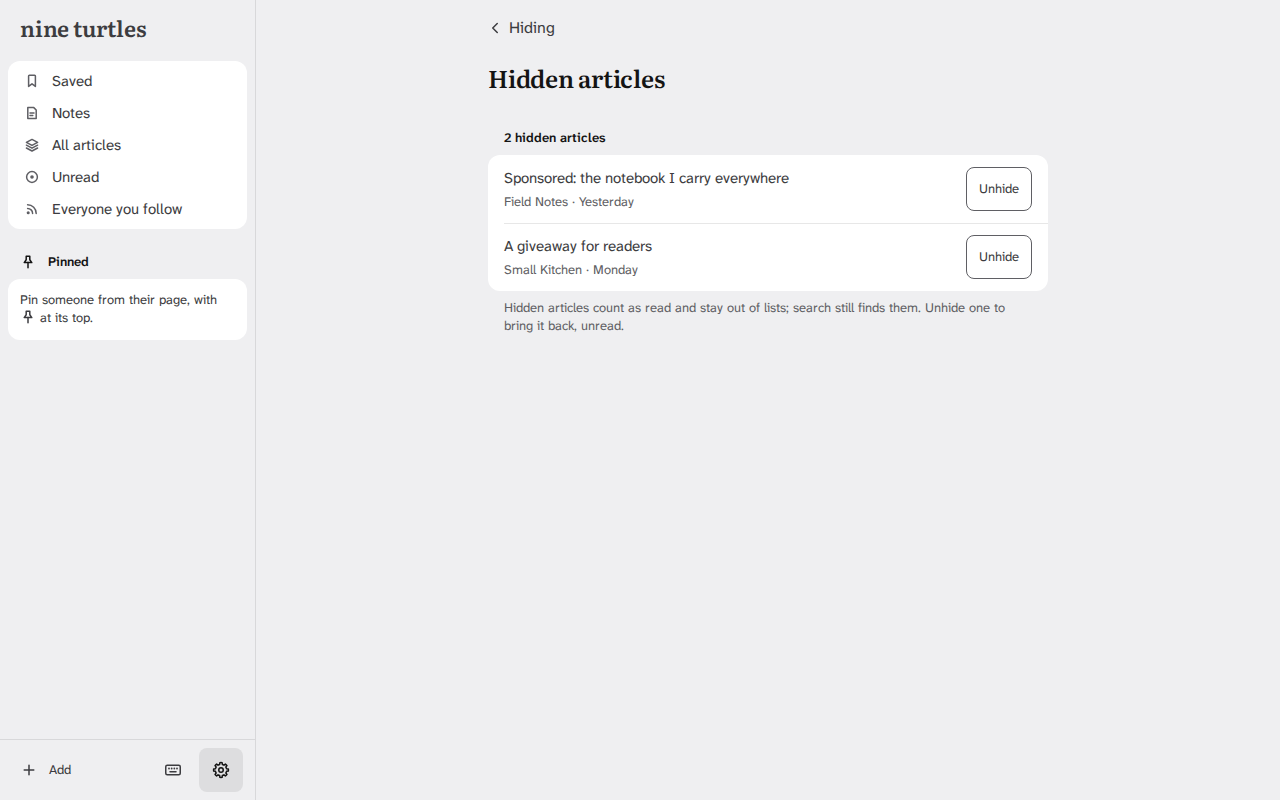 nine turtles
Saved
Notes
All articles
Unread
Everyone you follow
Pinned
Pin someone from their page, with
at its top.
Add
Hiding
Hidden articles
2 hidden articles
Sponsored: the notebook I carry everywhere
Field Notes · Yesterday
Unhide
A giveaway for readers
Small Kitchen · Monday
Unhide
Hidden articles count as read and stay out of lists; search still finds them. Unhide one to
bring it back, unread.